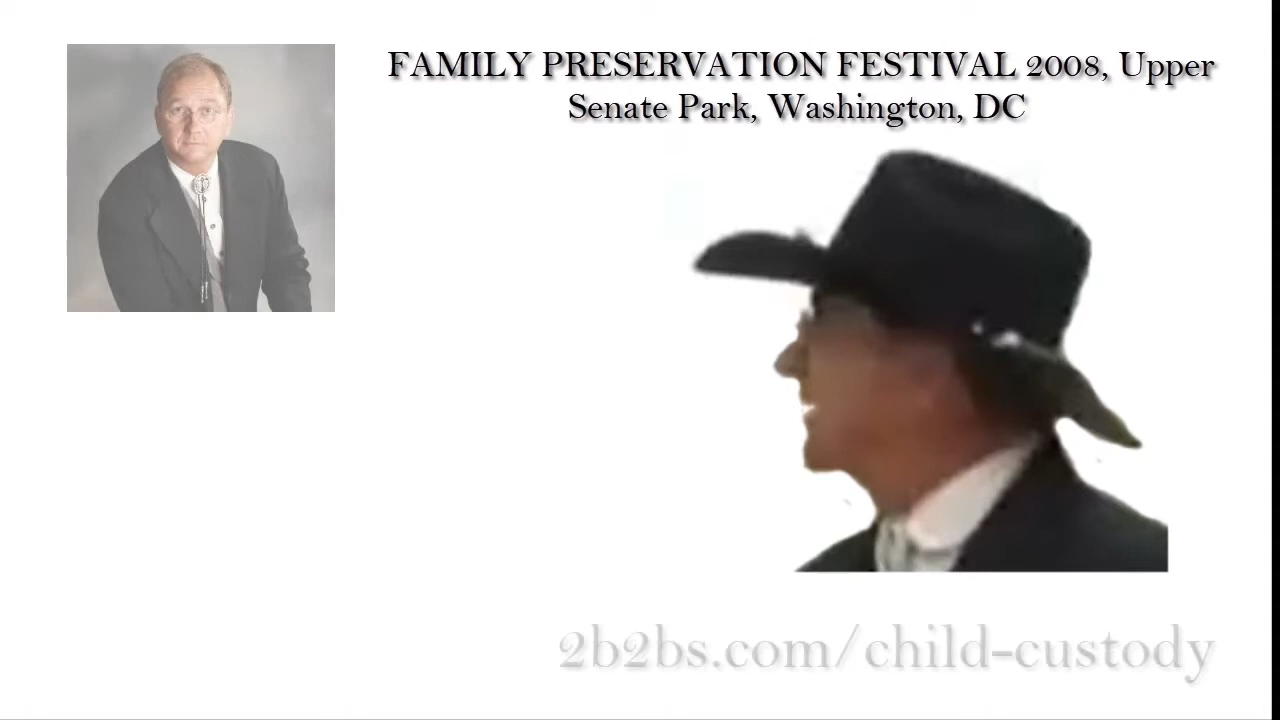 FAMILY PRESERVATION FESTIVAL 2008, Upper
Senate Park, Washington, DC
2b2bs.com/child-custody